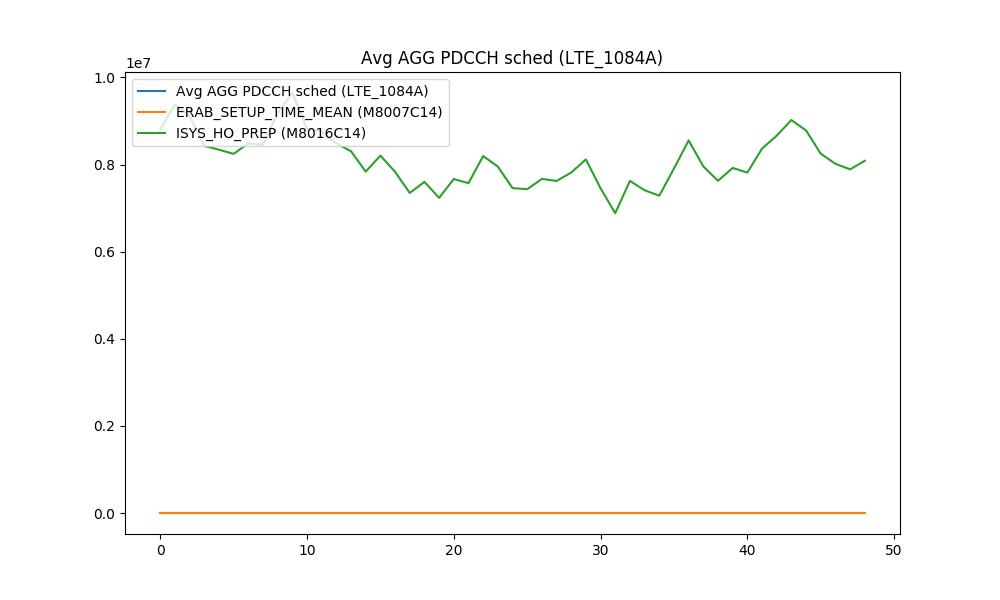 Avg AGG PDCCH sched (LTE_1084A)
1e7
1.0
Avg AGG PDCCH sched (LTE_1084A)
ERAB_SETUP_TIME_MEAN (M8007C14)
ISYS_HO_PREP (M8016C14)
0.8
0.6
0.4
0.2
0.0
0 10 20 30 40 50